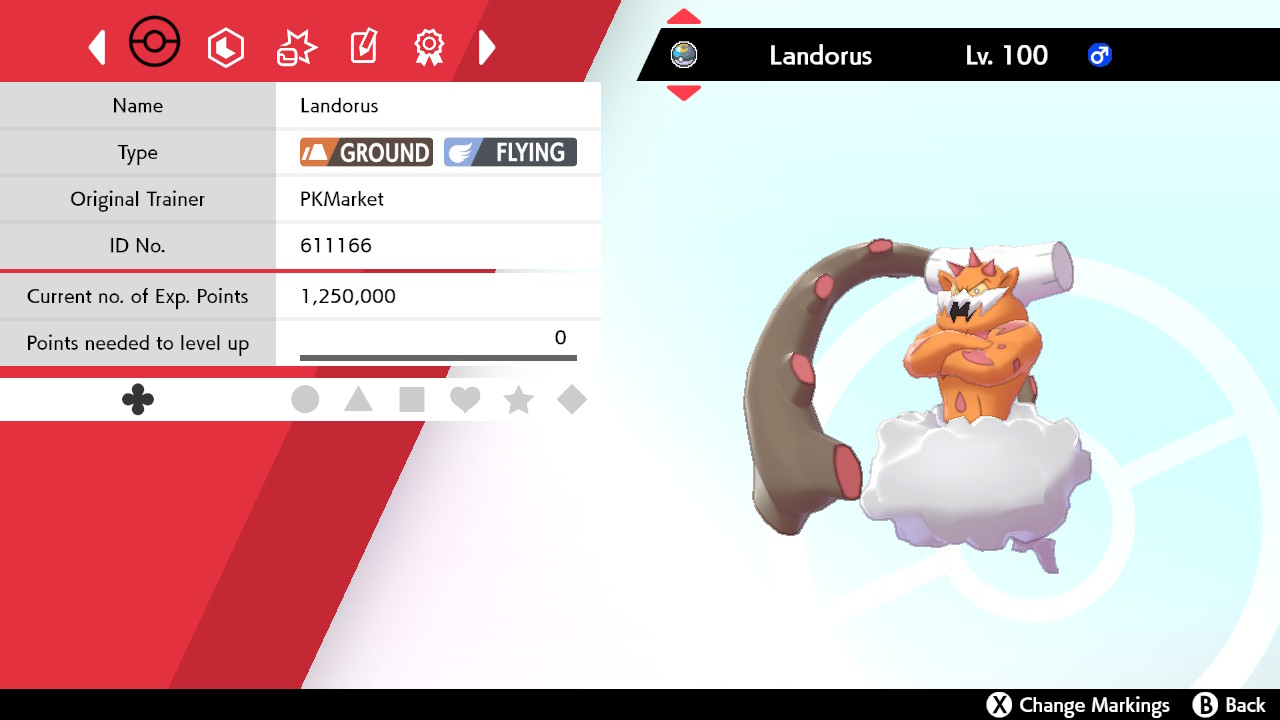 Landorus Lv. 100
Name Landorus
Type GROUND FLYING
Original Trainer PKMarket
ID No. 611166
Current no. of Exp. Points 1,250,000
Points needed to level up 0
X Change Markings B Back